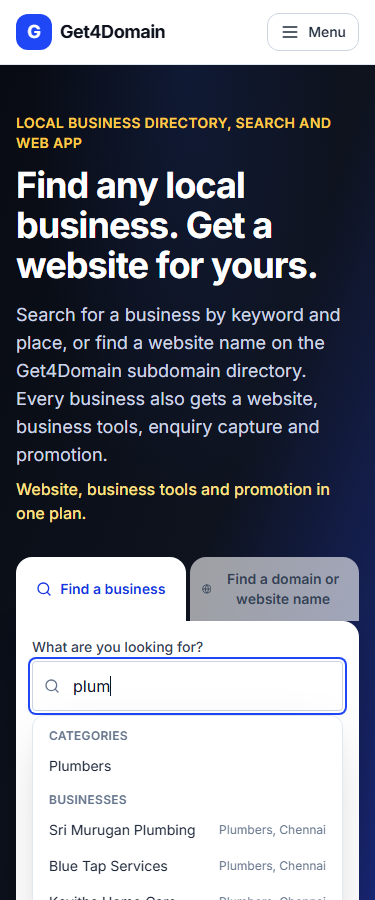 G Get4Domain
Menu
LOCAL BUSINESS DIRECTORY, SEARCH AND
WEB APP
Find any local
business. Get a
website for yours.
Search for a business by keyword and
place, or find a website name on the
Get4Domain subdomain directory.
Every business also gets a website,
business tools, enquiry capture and
promotion.
Website, business tools and promotion in
one plan.
Find a business
Find a domain or
website name
What are you looking for?
plum
CATEGORIES
Plumbers
BUSINESSES
Sri Murugan Plumbing Plumbers, Chennai
Blue Tap Services Plumbers, Chennai